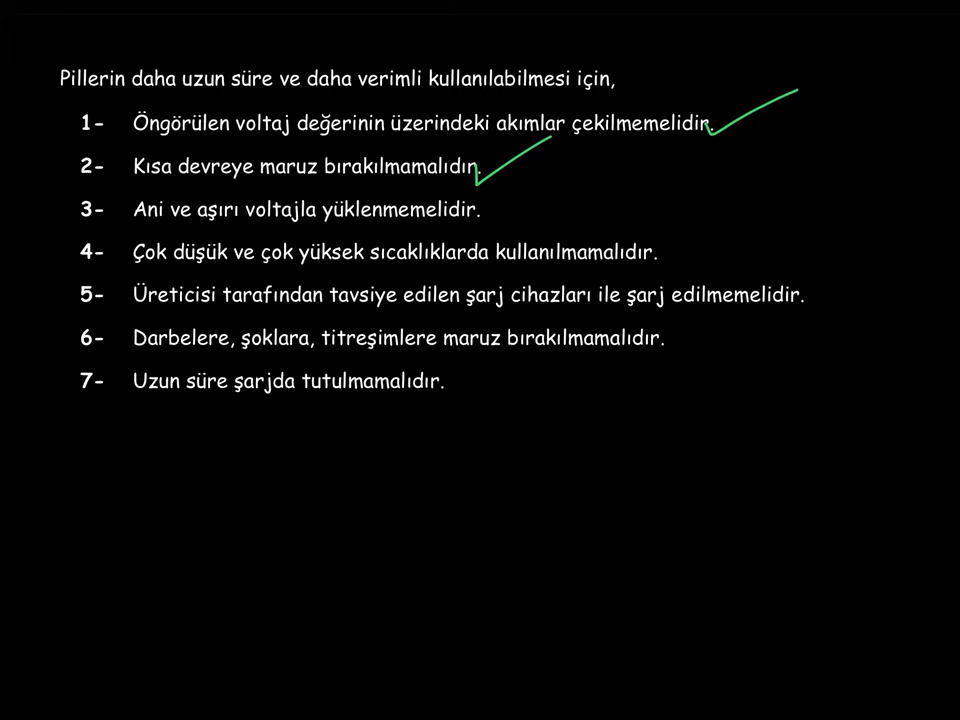 Pillerin daha uzun süre ve daha verimli kullanılabilmesi için,
1- Öngörülen voltaj değerinin üzerindeki akımlar çekilmemelidir.
2- Kısa devreye maruz bırakılmamalıdır.
3- Ani ve aşırı voltajla yüklenmemelidir.
4- Çok düşük ve çok yüksek sıcaklıklarda kullanılmamalıdır.
5- Üreticisi tarafından tavsiye edilen şarj cihazları ile şarj edilmemelidir.
6- Darbelere, şoklara, titreşimlere maruz bırakılmamalıdır.
7- Uzun süre şarjda tutulmamalıdır.